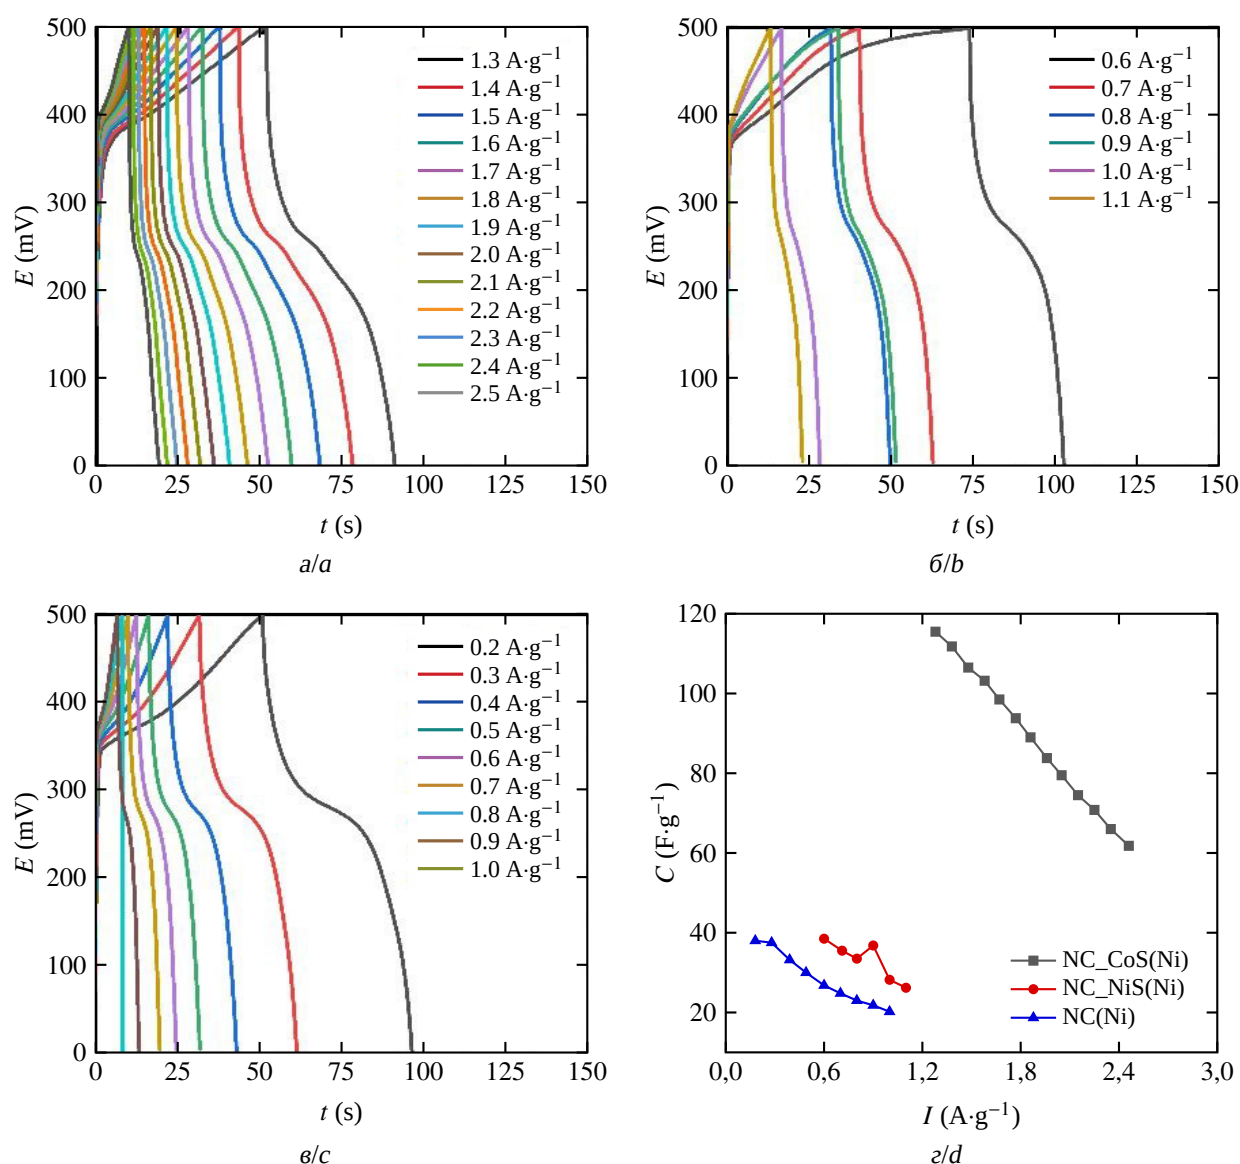 500
400
300
200
100
0
E (mV)
0
25
50
75
100
125
150
t (s)
1.3 A·g⁻¹
1.4 A·g⁻¹
1.5 A·g⁻¹
1.6 A·g⁻¹
1.7 A·g⁻¹
1.8 A·g⁻¹
1.9 A·g⁻¹
2.0 A·g⁻¹
2.1 A·g⁻¹
2.2 A·g⁻¹
2.3 A·g⁻¹
2.4 A·g⁻¹
2.5 A·g⁻¹
а/a
500
400
300
200
100
0
E (mV)
0
25
50
75
100
125
150
t (s)
0.6 A·g⁻¹
0.7 A·g⁻¹
0.8 A·g⁻¹
0.9 A·g⁻¹
1.0 A·g⁻¹
1.1 A·g⁻¹
б/b
500
400
300
200
100
0
E (mV)
0
25
50
75
100
125
150
t (s)
0.2 A·g⁻¹
0.3 A·g⁻¹
0.4 A·g⁻¹
0.5 A·g⁻¹
0.6 A·g⁻¹
0.7 A·g⁻¹
0.8 A·g⁻¹
0.9 A·g⁻¹
1.0 A·g⁻¹
в/c
120
100
80
60
40
20
C (F·g⁻¹)
0,0
0,6
1,2
1,8
2,4
3,0
I (A·g⁻¹)
NC_CoS(Ni)
NC_NiS(Ni)
NC(Ni)
г/d